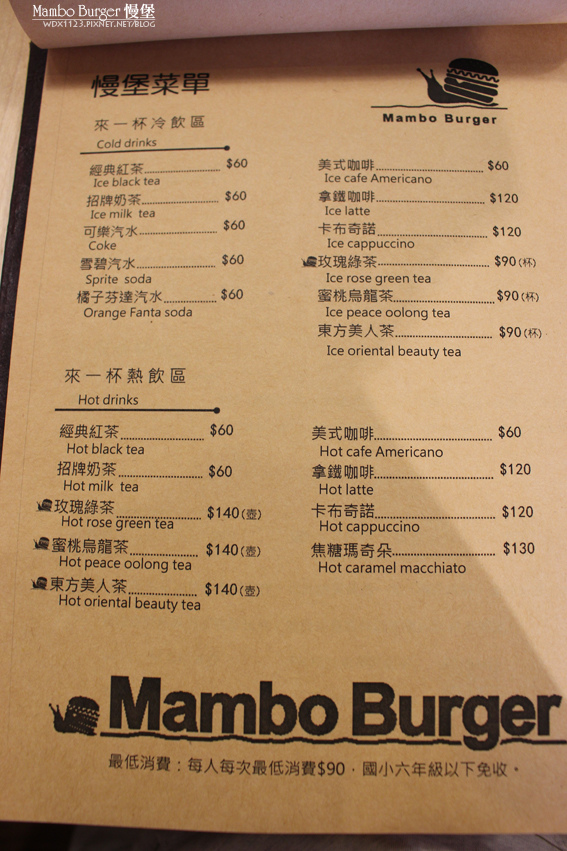 Mambo Burger 慢堡
WDX1123.PIXNET.NET/BLOG
慢堡菜單
Mambo Burger
來一杯冷飲區
Cold drinks
經典紅茶 $60
Ice black tea
招牌奶茶 $60
Ice milk tea
可樂汽水 $60
Coke
雪碧汽水 $60
Sprite soda
橘子芬達汽水 $60
Orange Fanta soda
美式咖啡 $60
Ice cafe Americano
拿鐵咖啡 $120
Ice latte
卡布奇諾 $120
Ice cappuccino
玫瑰綠茶 $90(杯)
Ice rose green tea
蜜桃烏龍茶 $90(杯)
Ice peace oolong tea
東方美人茶 $90(杯)
Ice oriental beauty tea
來一杯熱飲區
Hot drinks
經典紅茶 $60
Hot black tea
招牌奶茶 $60
Hot milk tea
玫瑰綠茶 $140(壺)
Hot rose green tea
蜜桃烏龍茶 $140(壺)
Hot peace oolong tea
東方美人茶 $140(壺)
Hot oriental beauty tea
美式咖啡 $60
Hot cafe Americano
拿鐵咖啡 $120
Hot latte
卡布奇諾 $120
Hot cappuccino
焦糖瑪奇朵 $130
Hot caramel macchiato
Mambo Burger
最低消費：每人每次最低消費$90，國小六年級以下免收。